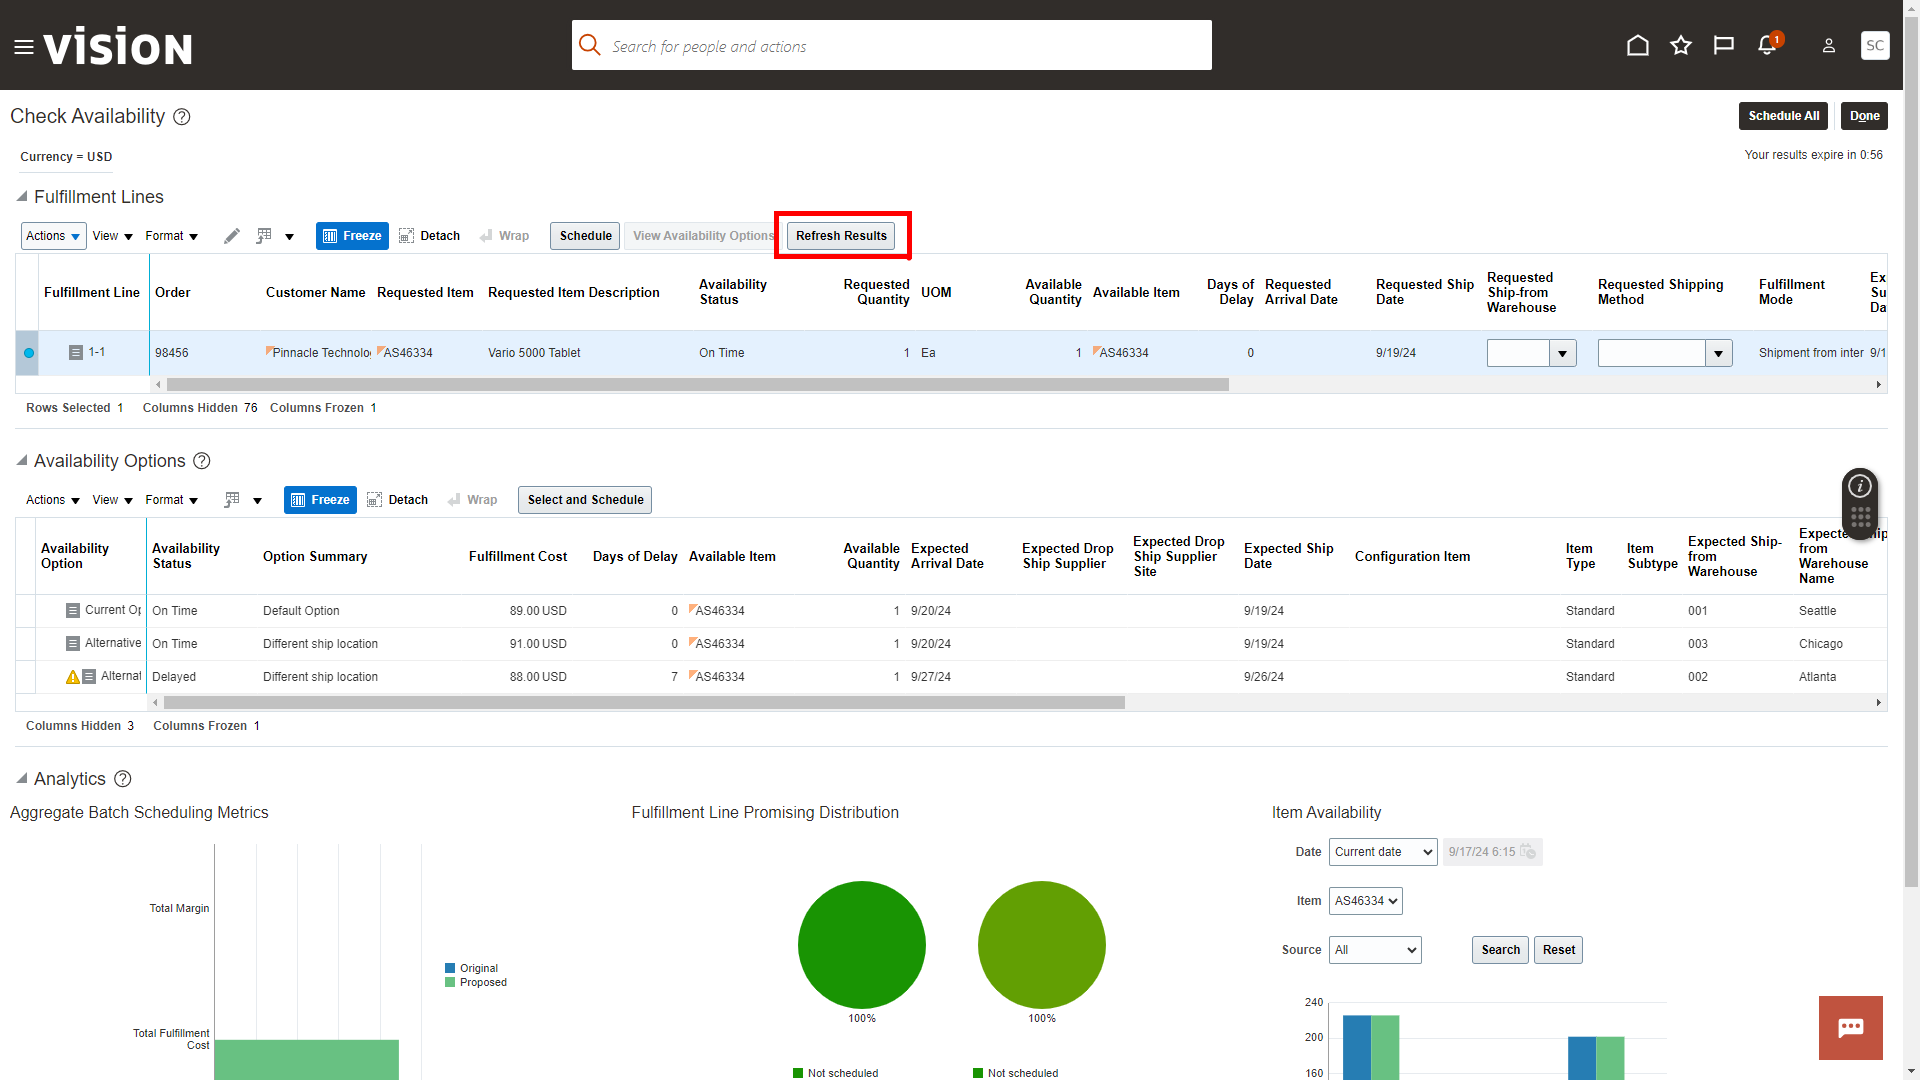 VISION
Search for people and actions
1
SC
Check Availability ?
Schedule All
Done
Currency = USD
Your results expire in 0:56
Fulfillment Lines
Actions View Format Freeze Detach Wrap Schedule View Availability Options Refresh Results
Fulfillment Line Order Customer Name Requested Item Requested Item Description Availability Status Requested Quantity UOM Available Quantity Available Item Days of Delay Requested Arrival Date Requested Ship Date Requested Ship-from Warehouse Requested Shipping Method Fulfillment Mode
1-1 98456 Pinnacle Technolo AS46334 Vario 5000 Tablet On Time 1 Ea 1 AS46334 0 9/19/24 Shipment from inter 9/1
Rows Selected 1 Columns Hidden 76 Columns Frozen 1
Availability Options ?
Actions View Format Freeze Detach Wrap Select and Schedule
Availability Option Availability Status Option Summary Fulfillment Cost Days of Delay Available Item Available Quantity Expected Arrival Date Expected Drop Ship Supplier Expected Drop Ship Supplier Site Expected Ship Date Configuration Item Item Type Item Subtype Expected Ship-from Warehouse Expected Ship from Warehouse Name
Current Op On Time Default Option 89.00 USD 0 AS46334 1 9/20/24 9/19/24 Standard 001 Seattle
Alternative On Time Different ship location 91.00 USD 0 AS46334 1 9/20/24 9/19/24 Standard 003 Chicago
Alternat Delayed Different ship location 88.00 USD 7 AS46334 1 9/27/24 9/26/24 Standard 002 Atlanta
Columns Hidden 3 Columns Frozen 1
Analytics ?
Aggregate Batch Scheduling Metrics
Total Margin
Total Fulfillment Cost
Original
Proposed
Fulfillment Line Promising Distribution
100%
100%
Not scheduled
Not scheduled
Item Availability
Date Current date 9/17/24 6:15
Item AS46334
Source All Search Reset
240
200
160